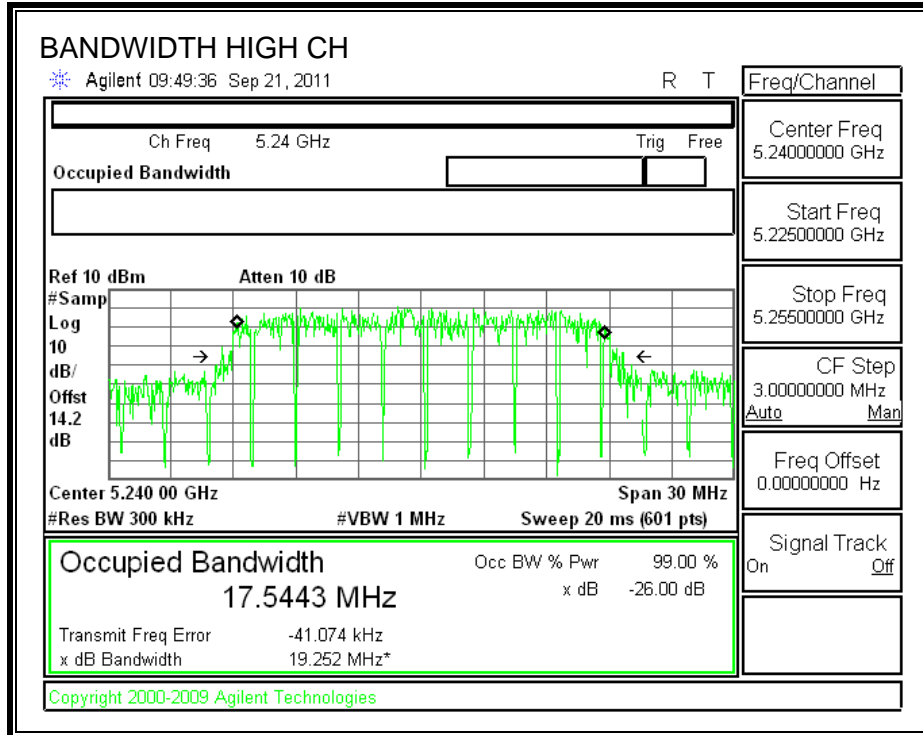 BANDWIDTH HIGH CH
Agilent 09:49:36 Sep 21, 2011 R T
Freq/Channel
Ch Freq 5.24 GHz Trig Free
Occupied Bandwidth
Center Freq
5.24000000 GHz
Start Freq
5.22500000 GHz
Stop Freq
5.25500000 GHz
CF Step
3.00000000 MHz
Auto Man
Freq Offset
0.00000000 Hz
Signal Track
On Off
Ref 10 dBm Atten 10 dB
#Samp
Log
10
dB/
Offst
14.2
dB
Center 5.240 00 GHz Span 30 MHz
#Res BW 300 kHz #VBW 1 MHz Sweep 20 ms (601 pts)
Occupied Bandwidth Occ BW % Pwr 99.00 %
17.5443 MHz x dB -26.00 dB
Transmit Freq Error -41.074 kHz
x dB Bandwidth 19.252 MHz*
Copyright 2000-2009 Agilent Technologies